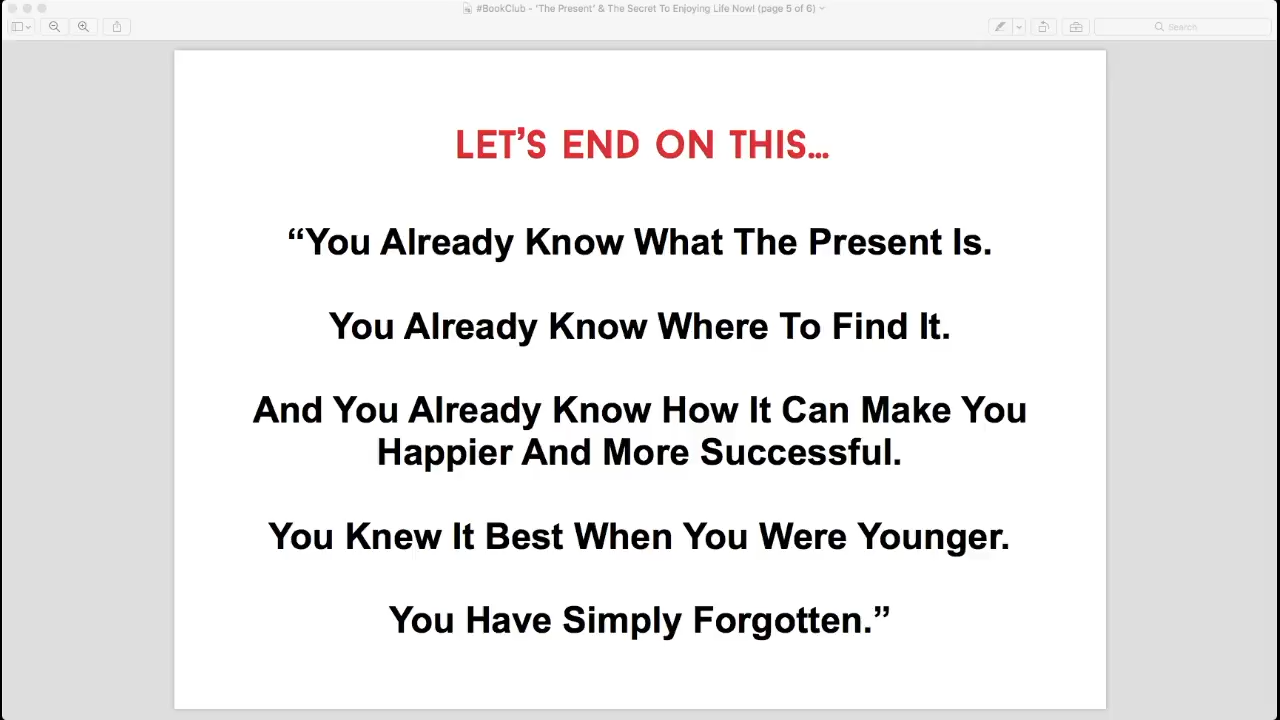 #BookClub - 'The Present' & The Secret To Enjoying Life Now! (page 5 of 6)
Search
LET'S END ON THIS...
“You Already Know What The Present Is.
You Already Know Where To Find It.
And You Already Know How It Can Make You
Happier And More Successful.
You Knew It Best When You Were Younger.
You Have Simply Forgotten.”